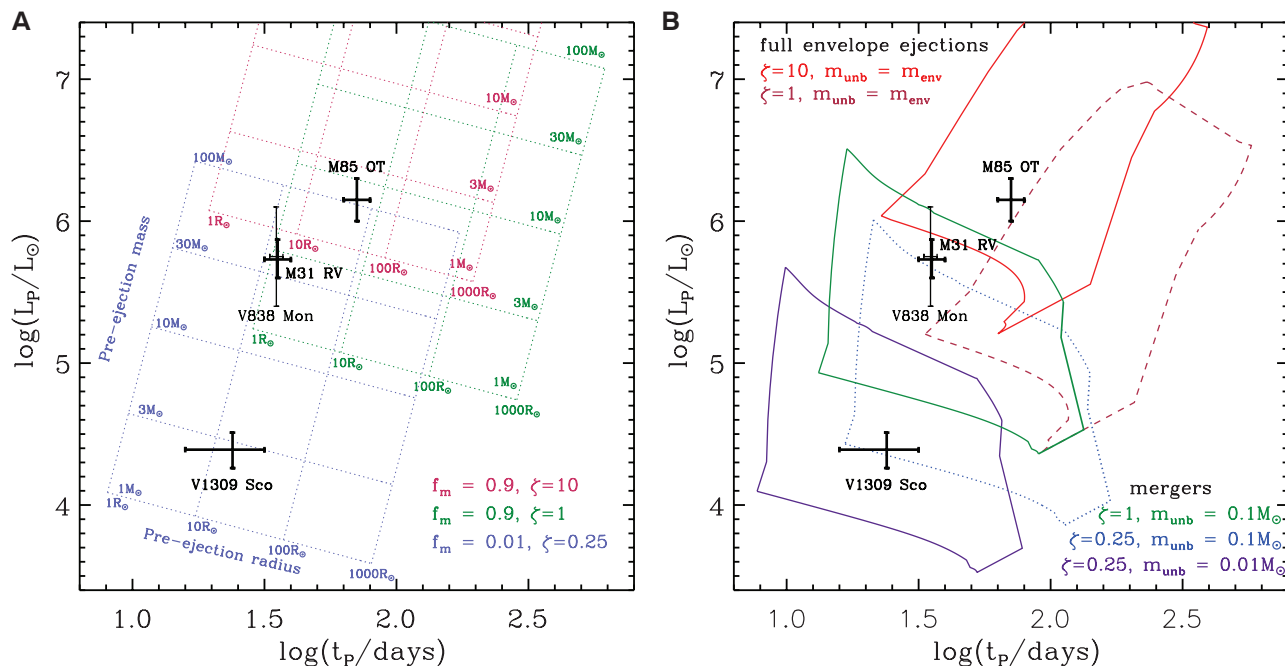 A
7
6
5
4
1.0
1.5
2.0
2.5
log(L_P/L_⊙)
log(t_P/days)
100M_⊙
10M_⊙
30M_⊙
3M_⊙
10M_⊙
1M_⊙
1000R_⊙
3M_⊙
1M_⊙
1000R_⊙
M85 OT
100M_⊙
1R_⊙
10R_⊙
100R_⊙
30M_⊙
M31 RV
V838 Mon
10M_⊙
1R_⊙
10R_⊙
100R_⊙
3M_⊙
V1309 Sco
1M_⊙
1R_⊙
10R_⊙
100R_⊙
1000R_⊙
Pre-ejection mass
Pre-ejection radius
f_m = 0.9, ζ=10
f_m = 0.9, ζ=1
f_m = 0.01, ζ=0.25
B
full envelope ejections
ζ=10, m_unb = m_env
ζ=1, m_unb = m_env
7
6
5
4
1.0
1.5
2.0
2.5
log(L_P/L_⊙)
log(t_P/days)
M85 OT
M31 RV
V838 Mon
V1309 Sco
mergers
ζ=1, m_unb = 0.1M_⊙
ζ=0.25, m_unb = 0.1M_⊙
ζ=0.25, m_unb = 0.01M_⊙